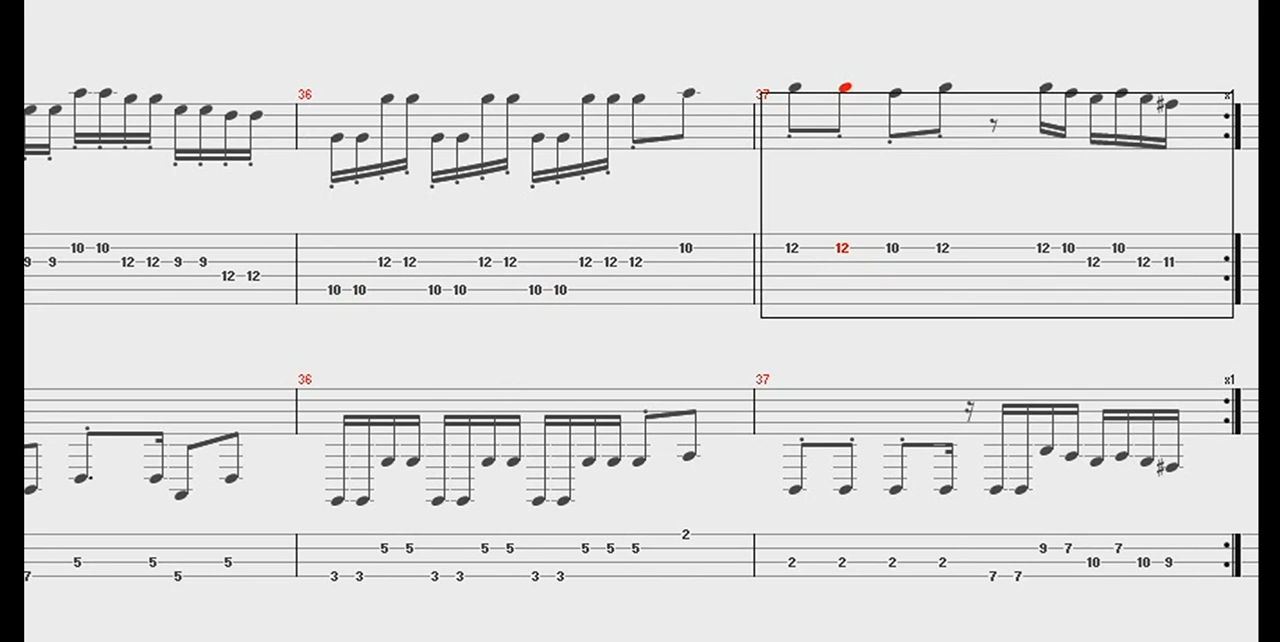 36 37 x1
10 10 12 12 12 12 12 12 12 10 12 12 10 12 12 10 10
9 9 12 12 9 9 12 12 12 11
12 12
10 10 10 10 10 10
36 37 x1
2
5 5 5 5 5 5 5 9 7 7
5 5 5 2 2 2 2 10 10 9
7 5 3 3 3 3 3 3 7 7